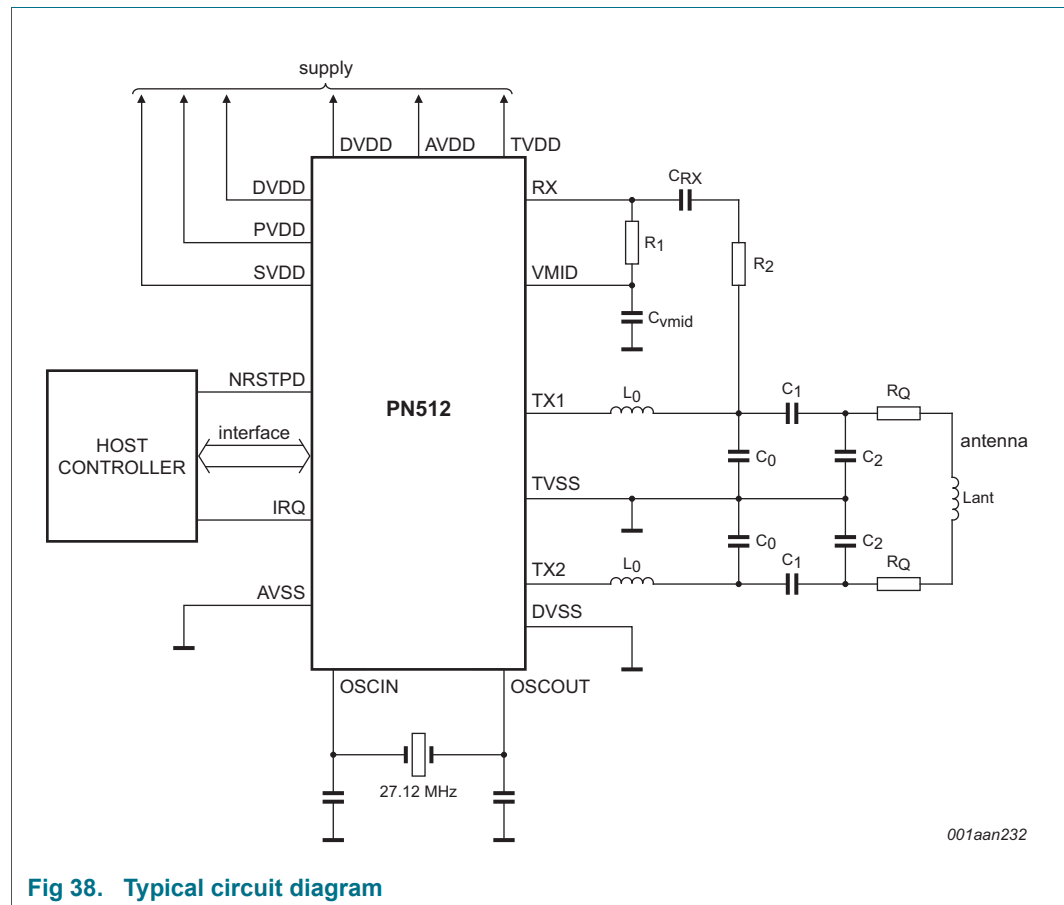 supply
DVDD AVDD TVDD
DVDD
PVDD
SVDD
RX
CRX
R1
R2
VMID
Cvmid
HOST
CONTROLLER
NRSTPD
interface
IRQ
AVSS
PN512
TX1
L0
C1
RQ
antenna
C0
C2
TVSS
Lant
C0
C2
TX2
L0
C1
RQ
DVSS
OSCIN
OSCOUT
27.12 MHz
001aan232
Fig 38. Typical circuit diagram